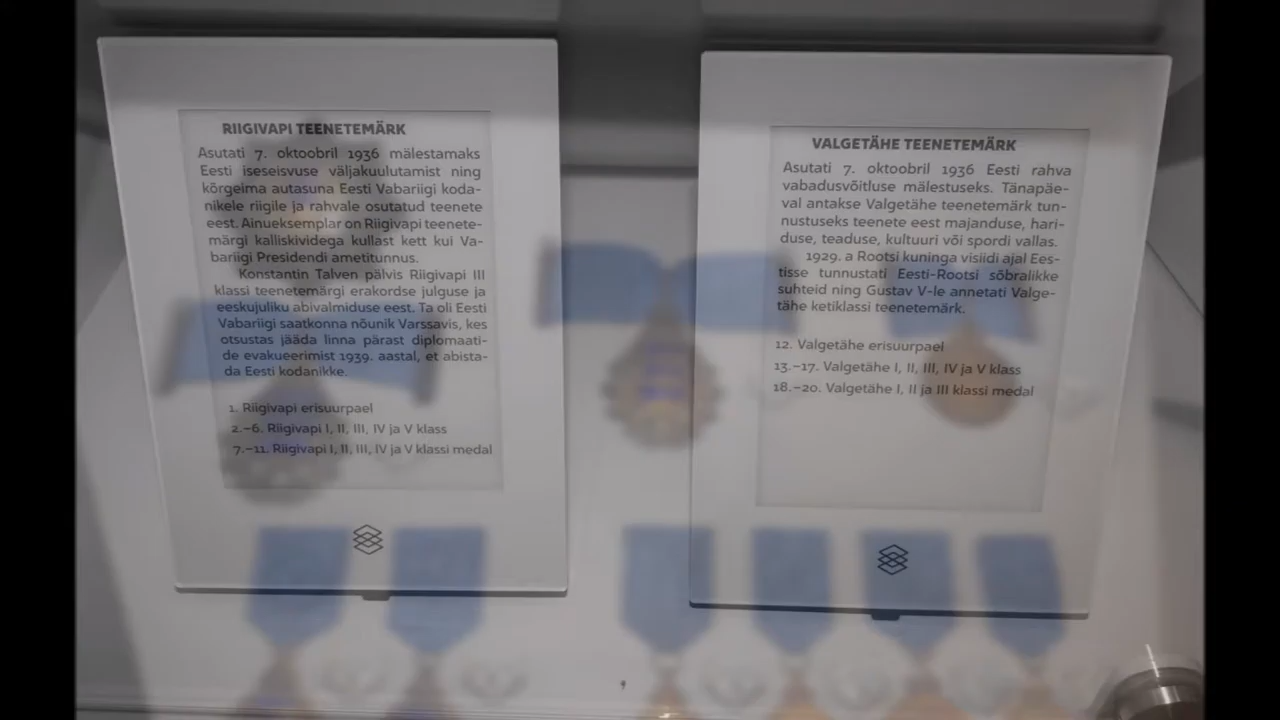 RIIGIVAPI TEENETEMÄRK
Asutati 7. oktoobril 1936 mälestamaks
Eesti iseseisvuse väljakuulutamist ning
kõrgeima autasuna Eesti Vabariigi koda-
nikele riigile ja rahvale osutatud teenete
eest. Ainueksemplar on Riigivapi teenete-
märgi kalliskividega kullast kett kui Va-
bariigi Presidendi ametitunnus.
Konstantin Talven pälvis Riigivapi III
klassi teenetemärgi erakordse julguse ja
eeskujuliku abivalmiduse eest. Ta oli Eesti
Vabariigi saatkonna nõunik Varssavis, kes
otsustas jääda linna pärast diplomaati-
de evakueerimist 1939. aastal, et abista-
da Eesti kodanikke.
1. Riigivapi erisuurpael
2.–6. Riigivapi I, II, III, IV ja V klass
7.–11. Riigivapi I, II, III, IV ja V klassi medal
VALGETÄHE TEENETEMÄRK
Asutati 7. oktoobril 1936 Eesti rahva
vabadusvõitluse mälestuseks. Tänapäe-
val antakse Valgetähe teenetemärk tun-
nustuseks teenete eest majanduse, hari-
duse, teaduse, kultuuri või spordi vallas.
1929. a Rootsi kuninga visiidi ajal Ees-
tisse tunnustati Eesti-Rootsi sõbralikke
suhteid ning Gustav V-le annetati Valge-
tähe ketiklassi teenetemärk.
12. Valgetähe erisuurpael
13.–17. Valgetähe I, II, III, IV ja V klass
18.–20. Valgetähe I, II ja III klassi medal
9